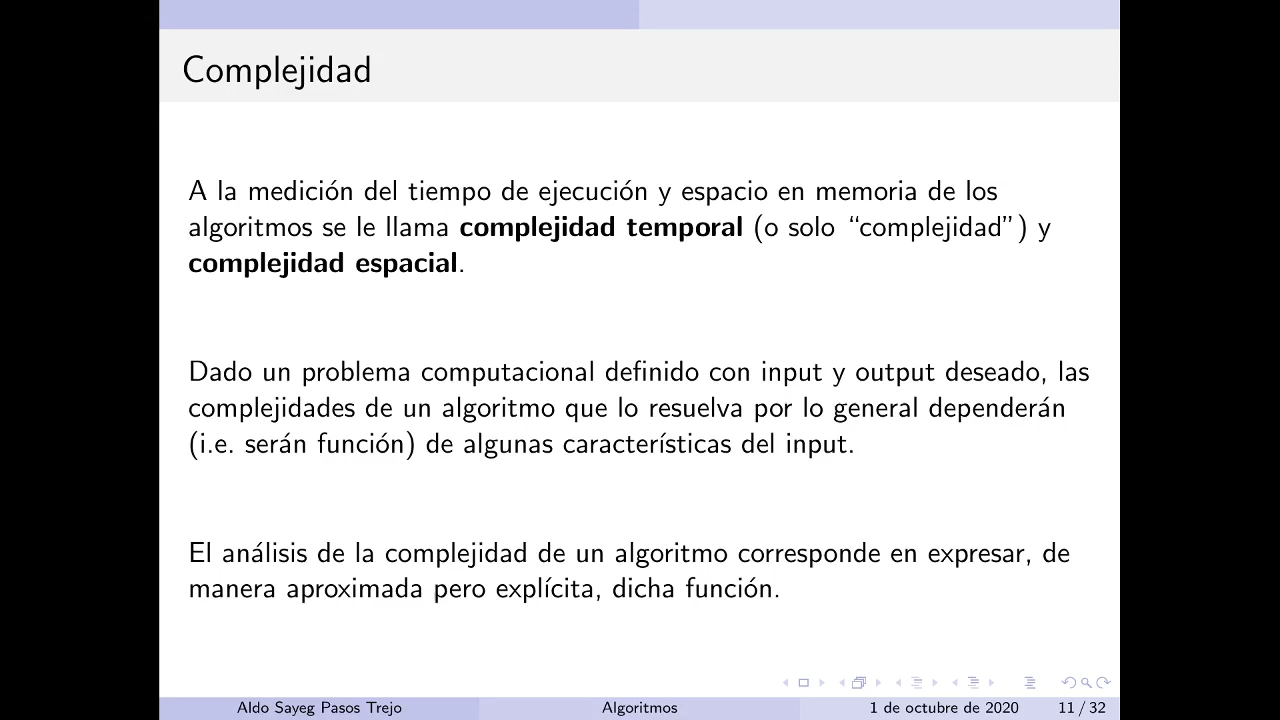 Complejidad
A la medición del tiempo de ejecución y espacio en memoria de los
algoritmos se le llama complejidad temporal (o solo “complejidad”) y
complejidad espacial.
Dado un problema computacional definido con input y output deseado, las
complejidades de un algoritmo que lo resuelva por lo general dependerán
(i.e. serán función) de algunas características del input.
El análisis de la complejidad de un algoritmo corresponde en expresar, de
manera aproximada pero explícita, dicha función.
Aldo Sayeg Pasos Trejo Algoritmos 1 de octubre de 2020 11 / 32